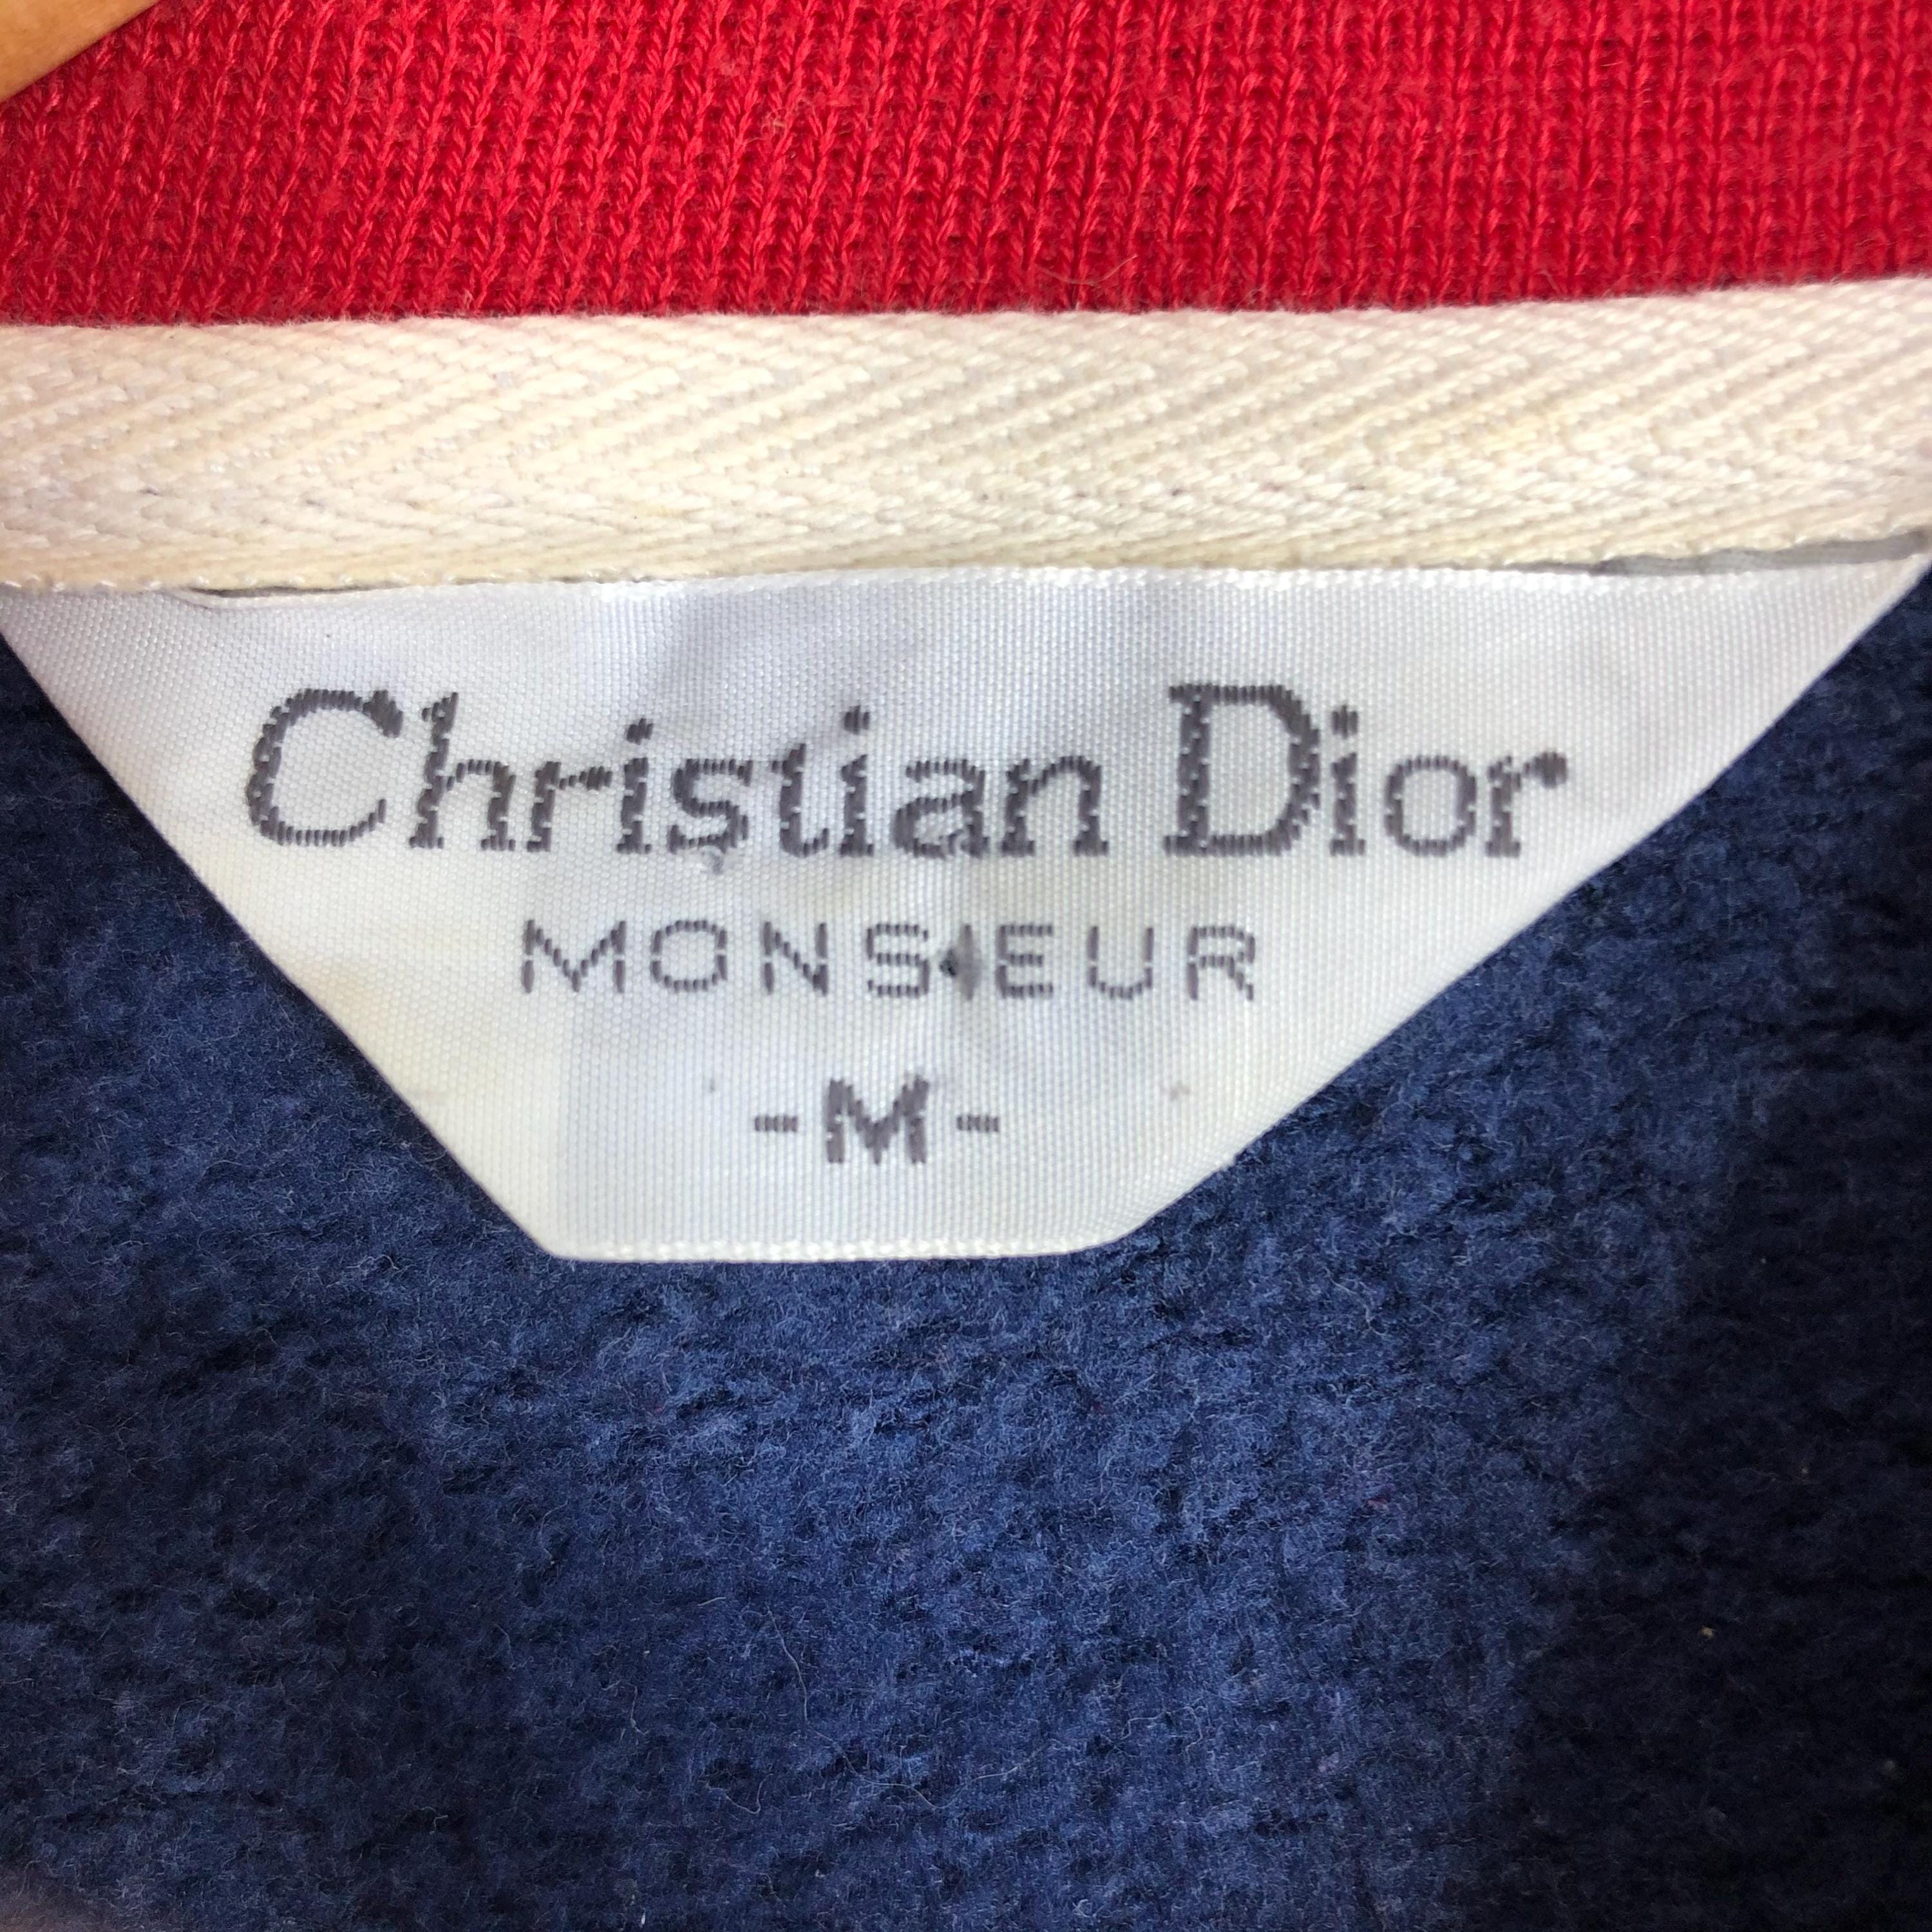 Christian Dior
MONSIEUR
-M-